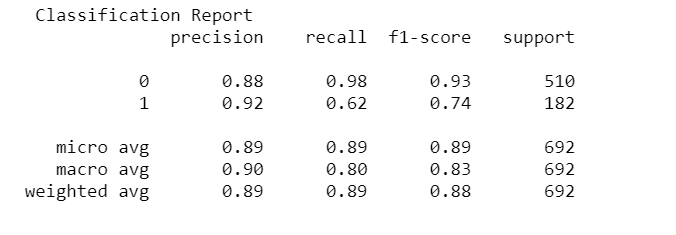 Classification Report
precision recall f1-score support
0 0.88 0.98 0.93 510
1 0.92 0.62 0.74 182
micro avg 0.89 0.89 0.89 692
macro avg 0.90 0.80 0.83 692
weighted avg 0.89 0.89 0.88 692